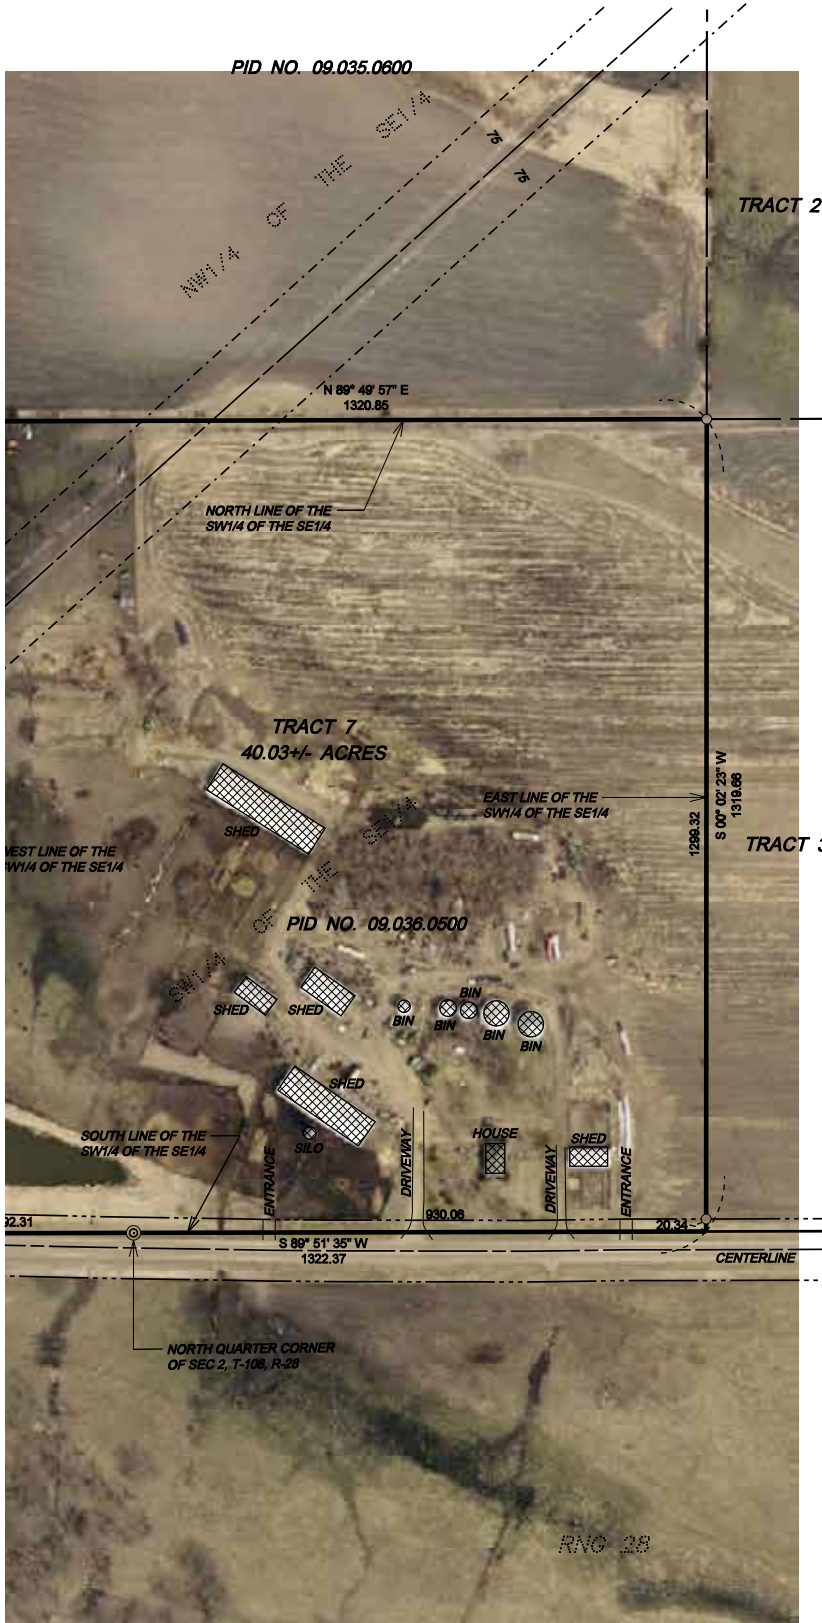 PID NO. 09.035.0600
NW1/4 OF THE SE1/4
75
75
TRACT 2
N 89° 49' 57" E
1320.85
NORTH LINE OF THE
SW1/4 OF THE SE1/4
TRACT 7
40.03+/- ACRES
EAST LINE OF THE
SW1/4 OF THE SE1/4
S 00° 02' 23" W
1319.66
1299.32
SHED
TRACT 3
WEST LINE OF THE
SW1/4 OF THE SE1/4
SW1/4 OF THE SE1/4
PID NO. 09.036.0500
SHED
SHED
BIN
BIN
BIN
BIN
BIN
SHED
SILO
SOUTH LINE OF THE
SW1/4 OF THE SE1/4
ENTRANCE
DRIVEWAY
HOUSE
DRIVEWAY
SHED
ENTRANCE
92.31
930.06
20.34
S 89° 51' 35" W
1322.37
CENTERLINE
NORTH QUARTER CORNER
OF SEC 2, T-108, R-28
RNG 28